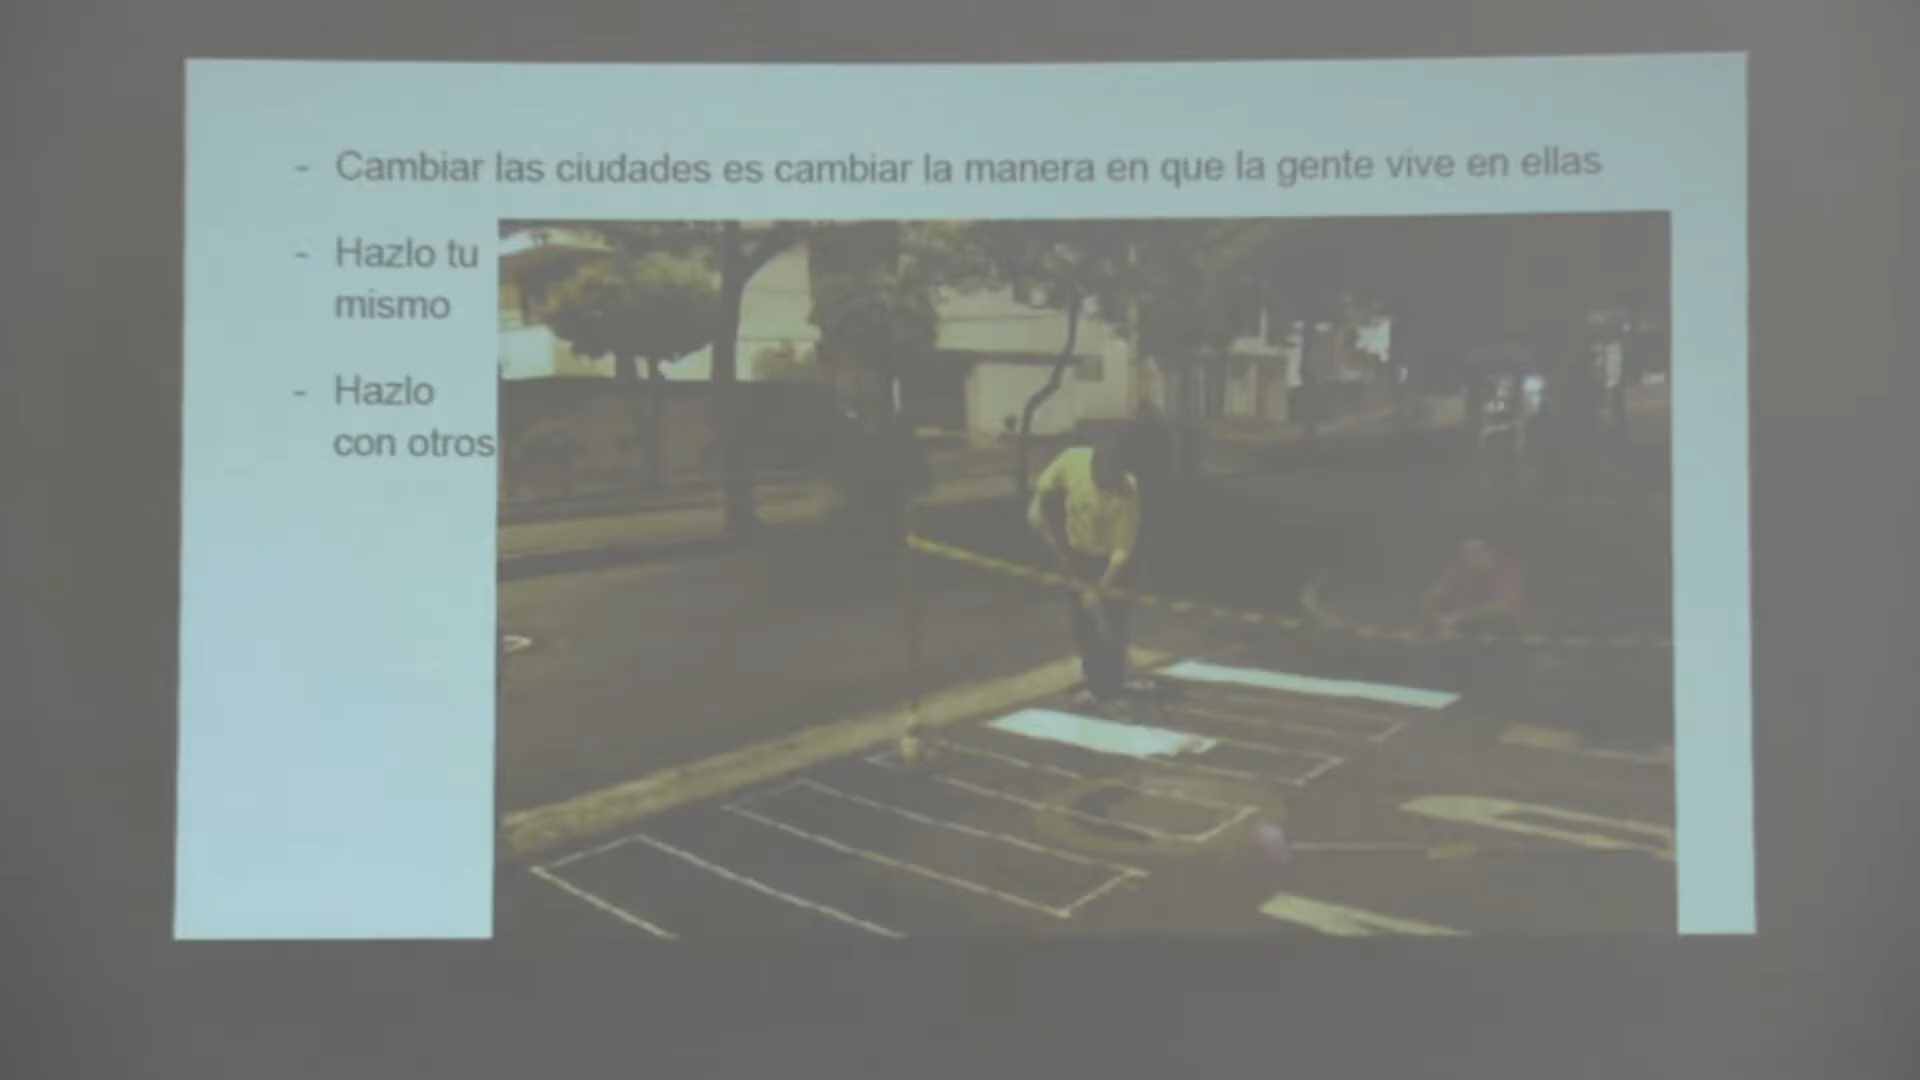 - Cambiar las ciudades es cambiar la manera en que la gente vive en ellas
- Hazlo tu
mismo
- Hazlo
con otros